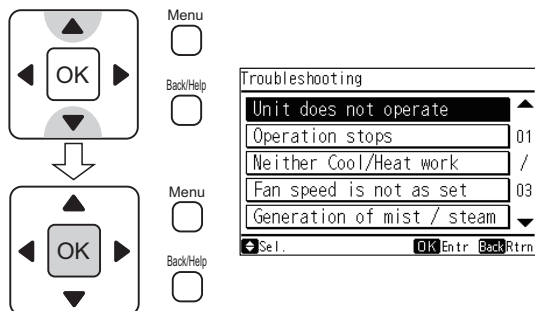 Menu
OK
Back/Help
Menu
OK
Back/Help
Troubleshooting
Unit does not operate
Operation stops
Neither Cool/Heat work
Fan speed is not as set
Generation of mist / steam
01
/
03
Sel.
OK Entr Back Rtrn